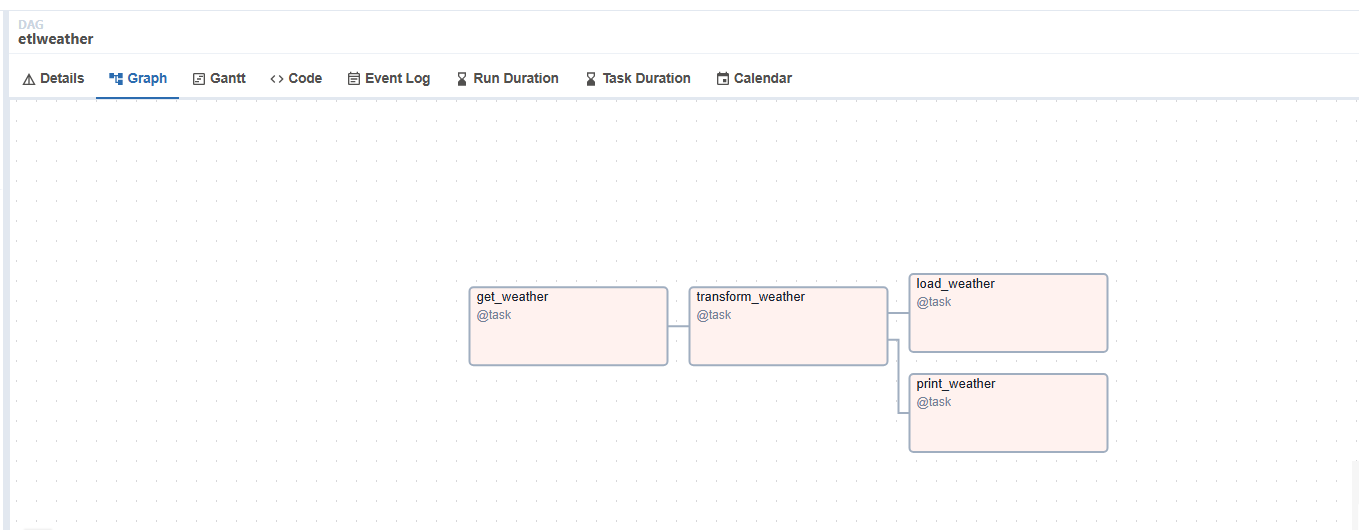 DAG
etlweather
Details Graph Gantt Code Event Log Run Duration Task Duration Calendar
get_weather
@task
transform_weather
@task
load_weather
@task
print_weather
@task